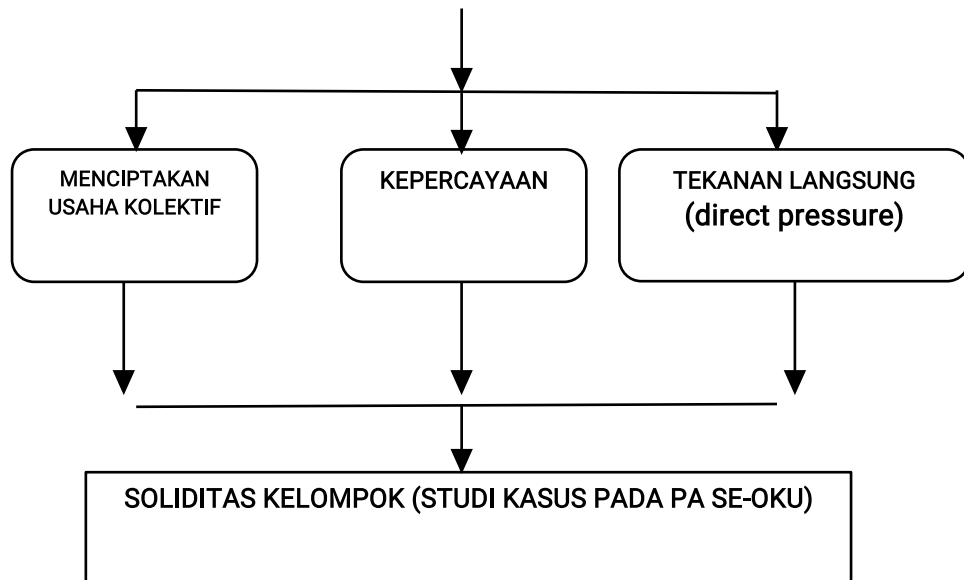 MENCIPTAKAN
USAHA KOLEKTIF
KEPERCAYAAN
TEKANAN LANGSUNG
(direct pressure)
SOLIDITAS KELOMPOK (STUDI KASUS PADA PA SE-OKU)